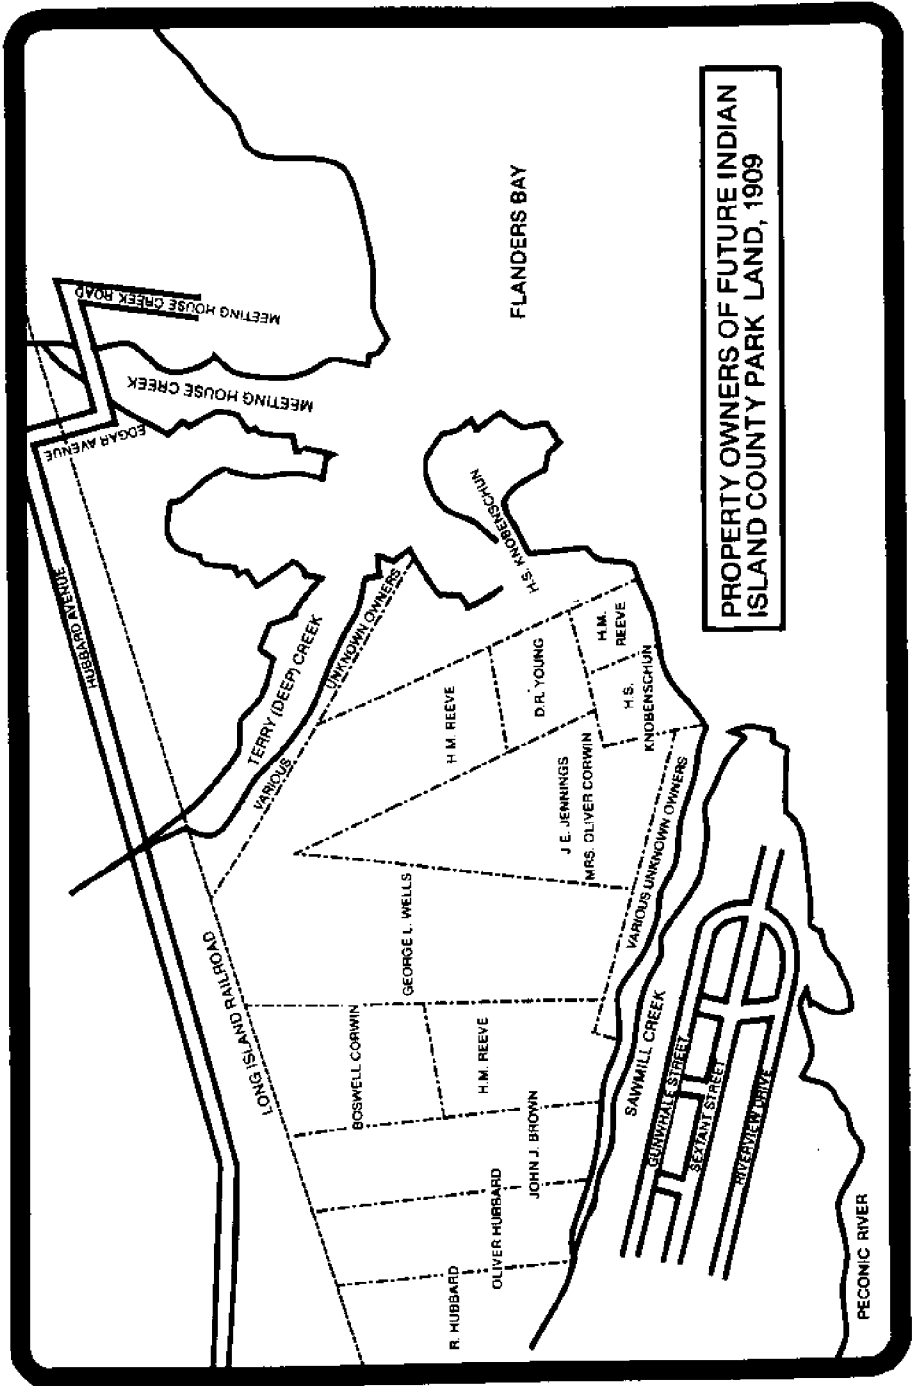 PROPERTY OWNERS OF FUTURE INDIAN
ISLAND COUNTY PARK LAND, 1909
FLANDERS BAY
MEETING HOUSE CREEK ROAD
MEETING HOUSE CREEK
EDGAR AVENUE
HUBBARD AVENUE
LONG ISLAND RAILROAD
TERRY (DEEP) CREEK
VARIOUS
UNKNOWN OWNERS
H.S. KNOBENSCHUN
H.M. REEVE
D.R. YOUNG
H.M.
REEVE
H.S.
KNOBENSCHUN
J E. JENNINGS
MRS. OLIVER CORWIN
VARIOUS UNKNOWN OWNERS
GEORGE L. WELLS
BOSWELL CORWIN
H.M. REEVE
JOHN J. BROWN
OLIVER HUBBARD
R. HUBBARD
SAWMILL CREEK
GUNWHALE STREET
SEXTANT STREET
RIVERVIEW DRIVE
PECONIC RIVER